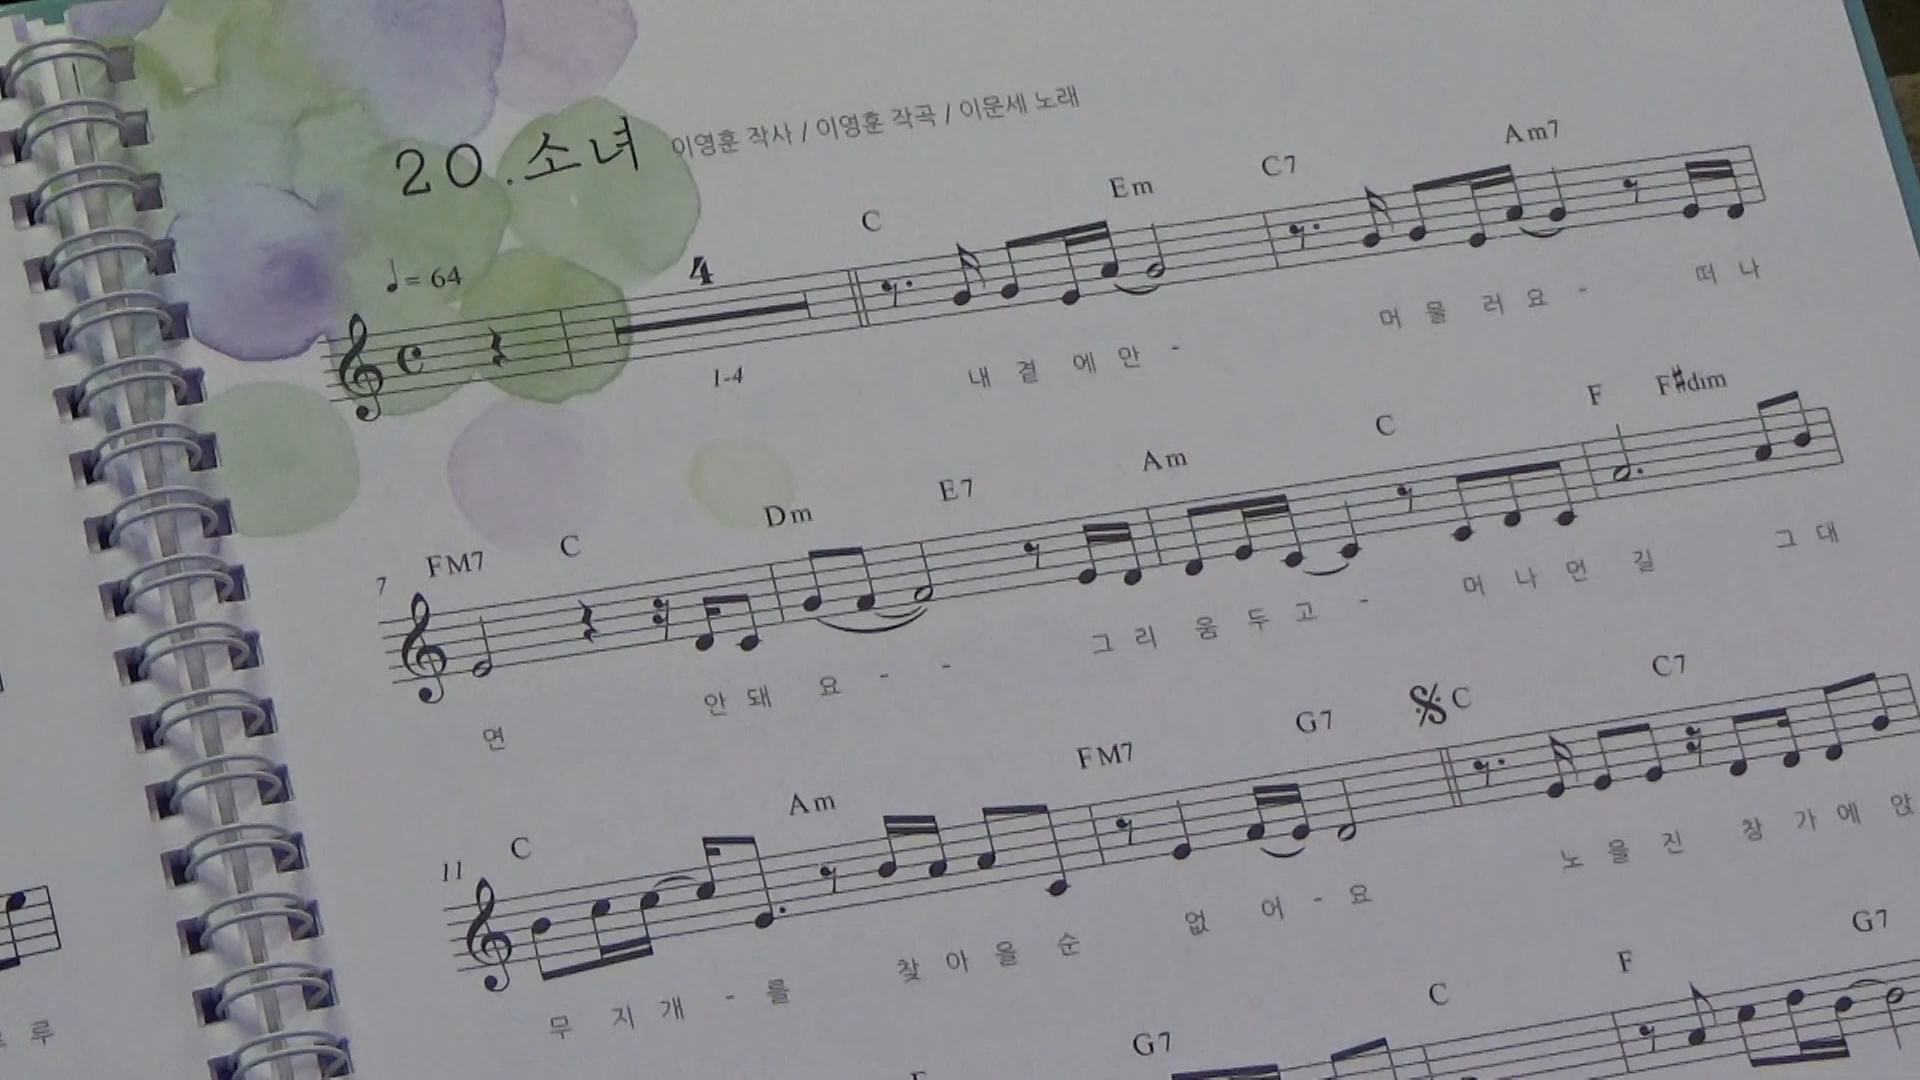 20.소녀 이영훈 작사 / 이영훈 작곡 / 이문세 노래
♩= 64
4
C Em C7 Am7
1-4
내 곁 에 만 - 머 물 러 요 - 떠 나
7 FM7 C Dm E7 Am C F F#dim
면 안 돼 요 - - 그 리 움 두 고 - 머 나 먼 길 그 대
11 C Am FM7 G7 C C7
무 지 개 - 를 찾 아 올 순 없 어 - 요 노 을 진 창 가 에 앉
G7 C F G7
루